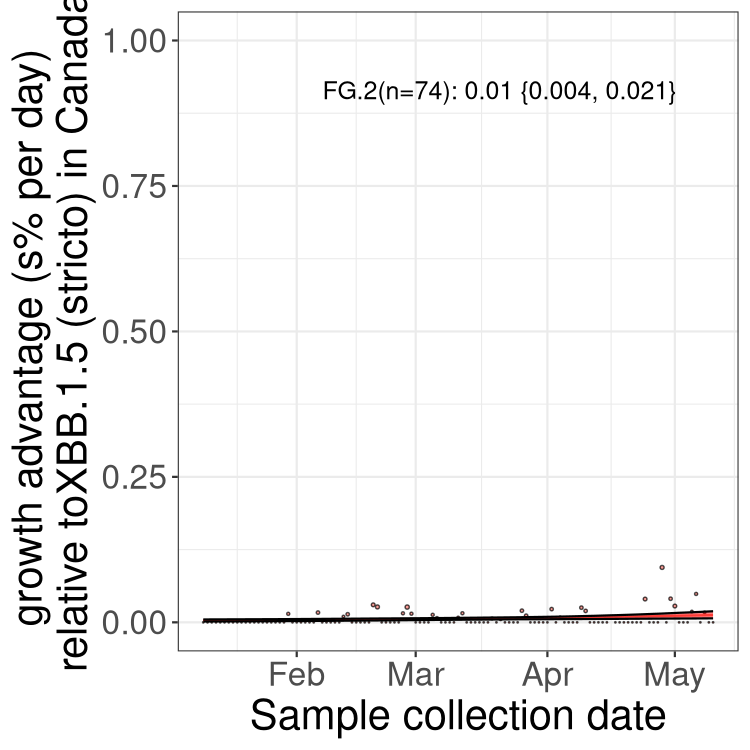 growth advantage (s% per day)
relative toXBB.1.5 (stricto) in Canada
1.00
0.75
0.50
0.25
0.00
FG.2(n=74): 0.01 {0.004, 0.021}
Feb Mar Apr May
Sample collection date